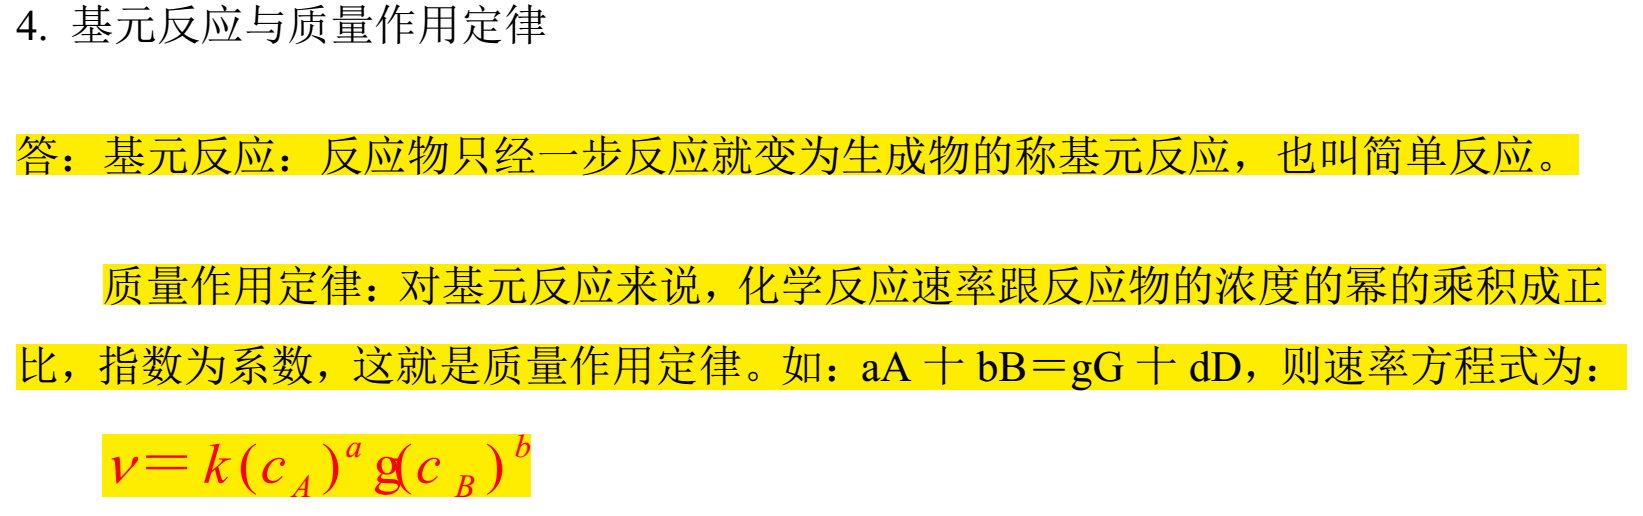 4. 基元反应与质量作用定律
答：基元反应：反应物只经一步反应就变为生成物的称基元反应，也叫简单反应。
质量作用定律：对基元反应来说，化学反应速率跟反应物的浓度的幂的乘积成正
比，指数为系数，这就是质量作用定律。如：aA＋bB＝gG＋dD，则速率方程式为：
ν＝k(c_A)^a g(c_B)^b